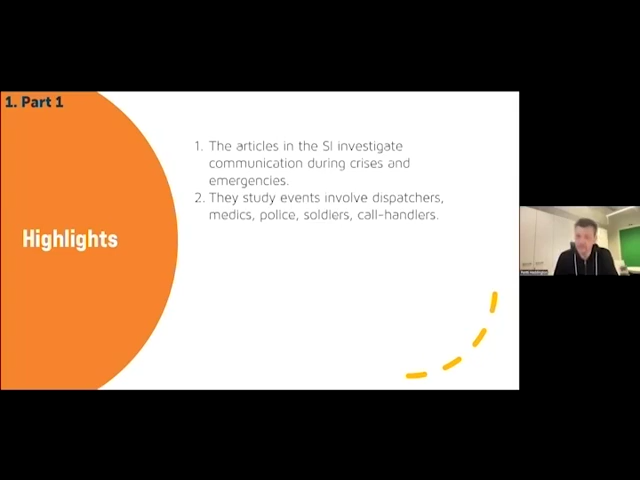 1. Part 1
Highlights
1. The articles in the SI investigate
communication during crises and
emergencies.
2. They study events involve dispatchers,
medics, police, soldiers, call-handlers.